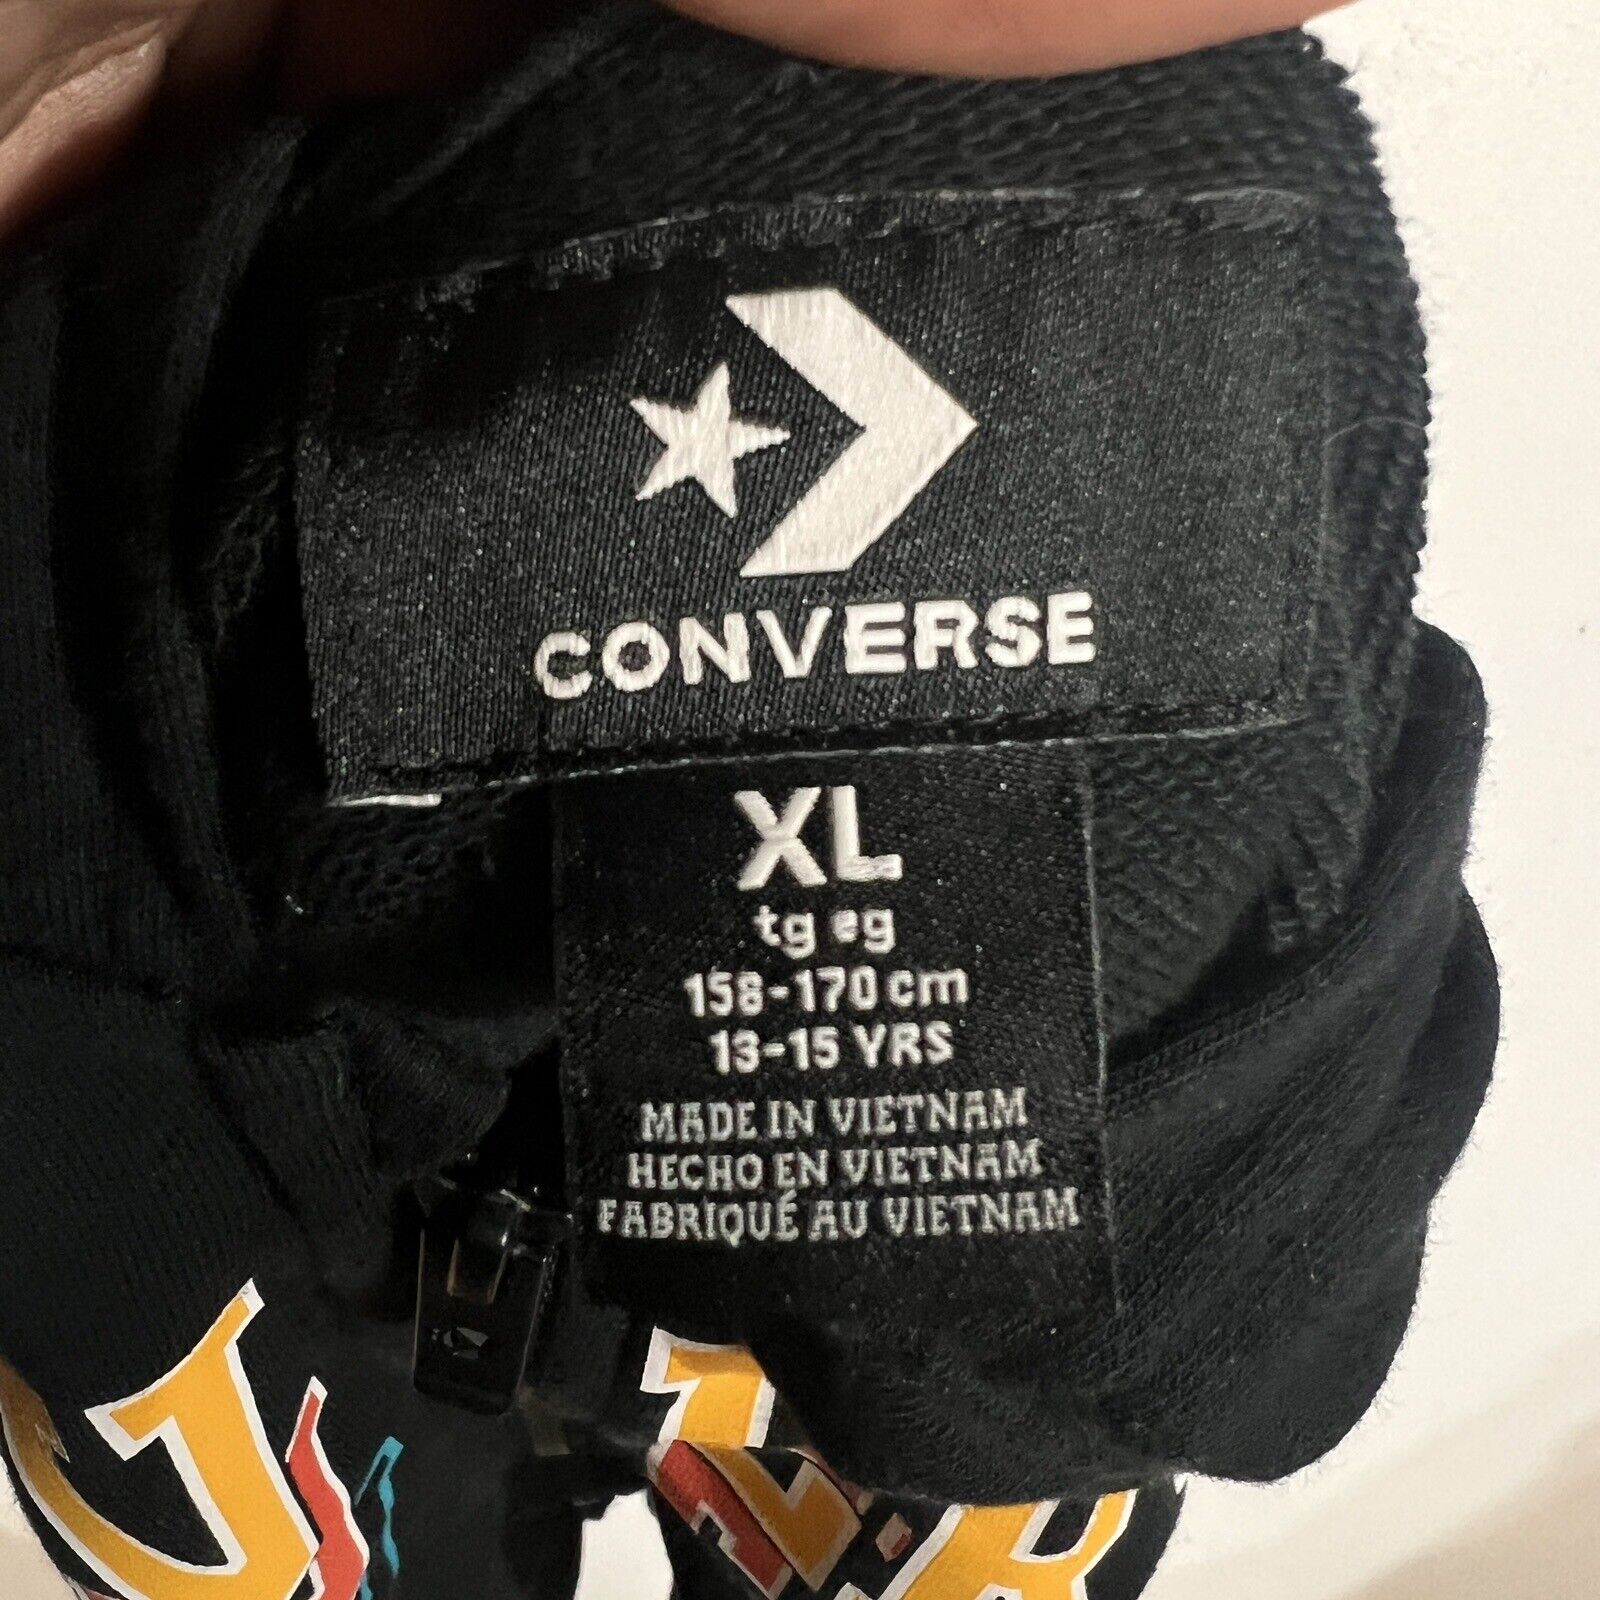 CONVERSE
XL
tg eg
158-170 cm
13-15 YRS
MADE IN VIETNAM
HECHO EN VIETNAM
FABRIQUÉ AU VIETNAM